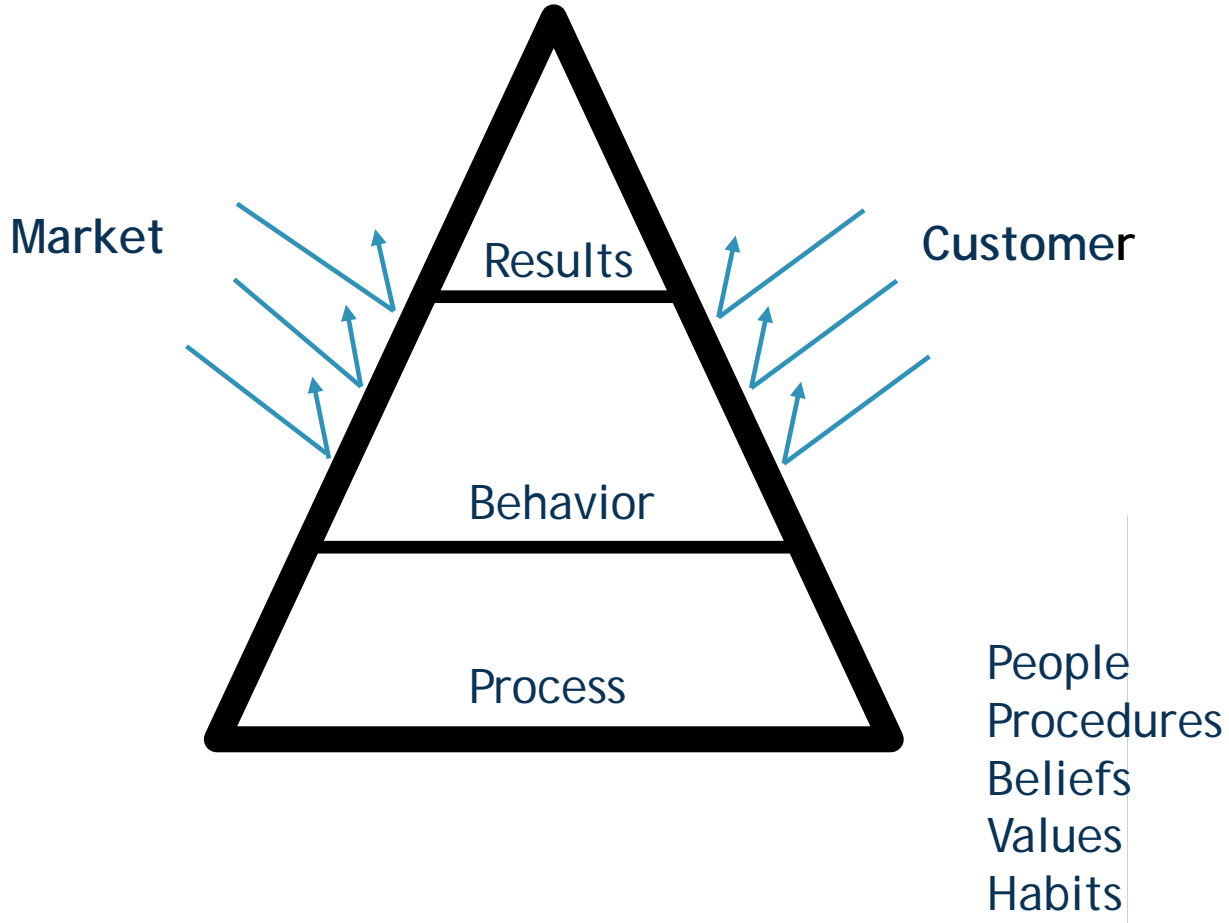 Market
Customer
Results
Behavior
Process
People
Procedures
Beliefs
Values
Habits